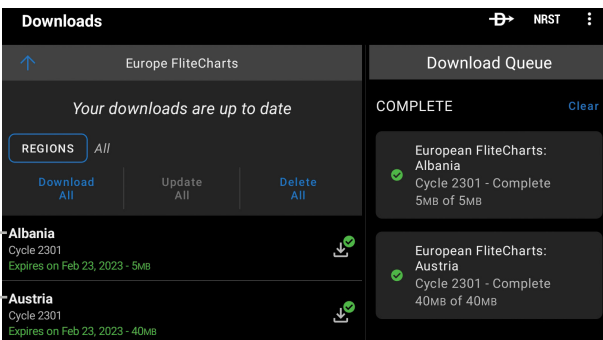 Downloads
NRST
Europe FliteCharts
Download Queue
Your downloads are up to date
REGIONS All
Download All
Update All
Delete All
Albania
Cycle 2301
Expires on Feb 23, 2023 - 5MB
Austria
Cycle 2301
Expires on Feb 23, 2023 - 40MB
COMPLETE
Clear
European FliteCharts:
Albania
Cycle 2301 - Complete
5MB of 5MB
European FliteCharts:
Austria
Cycle 2301 - Complete
40MB of 40MB